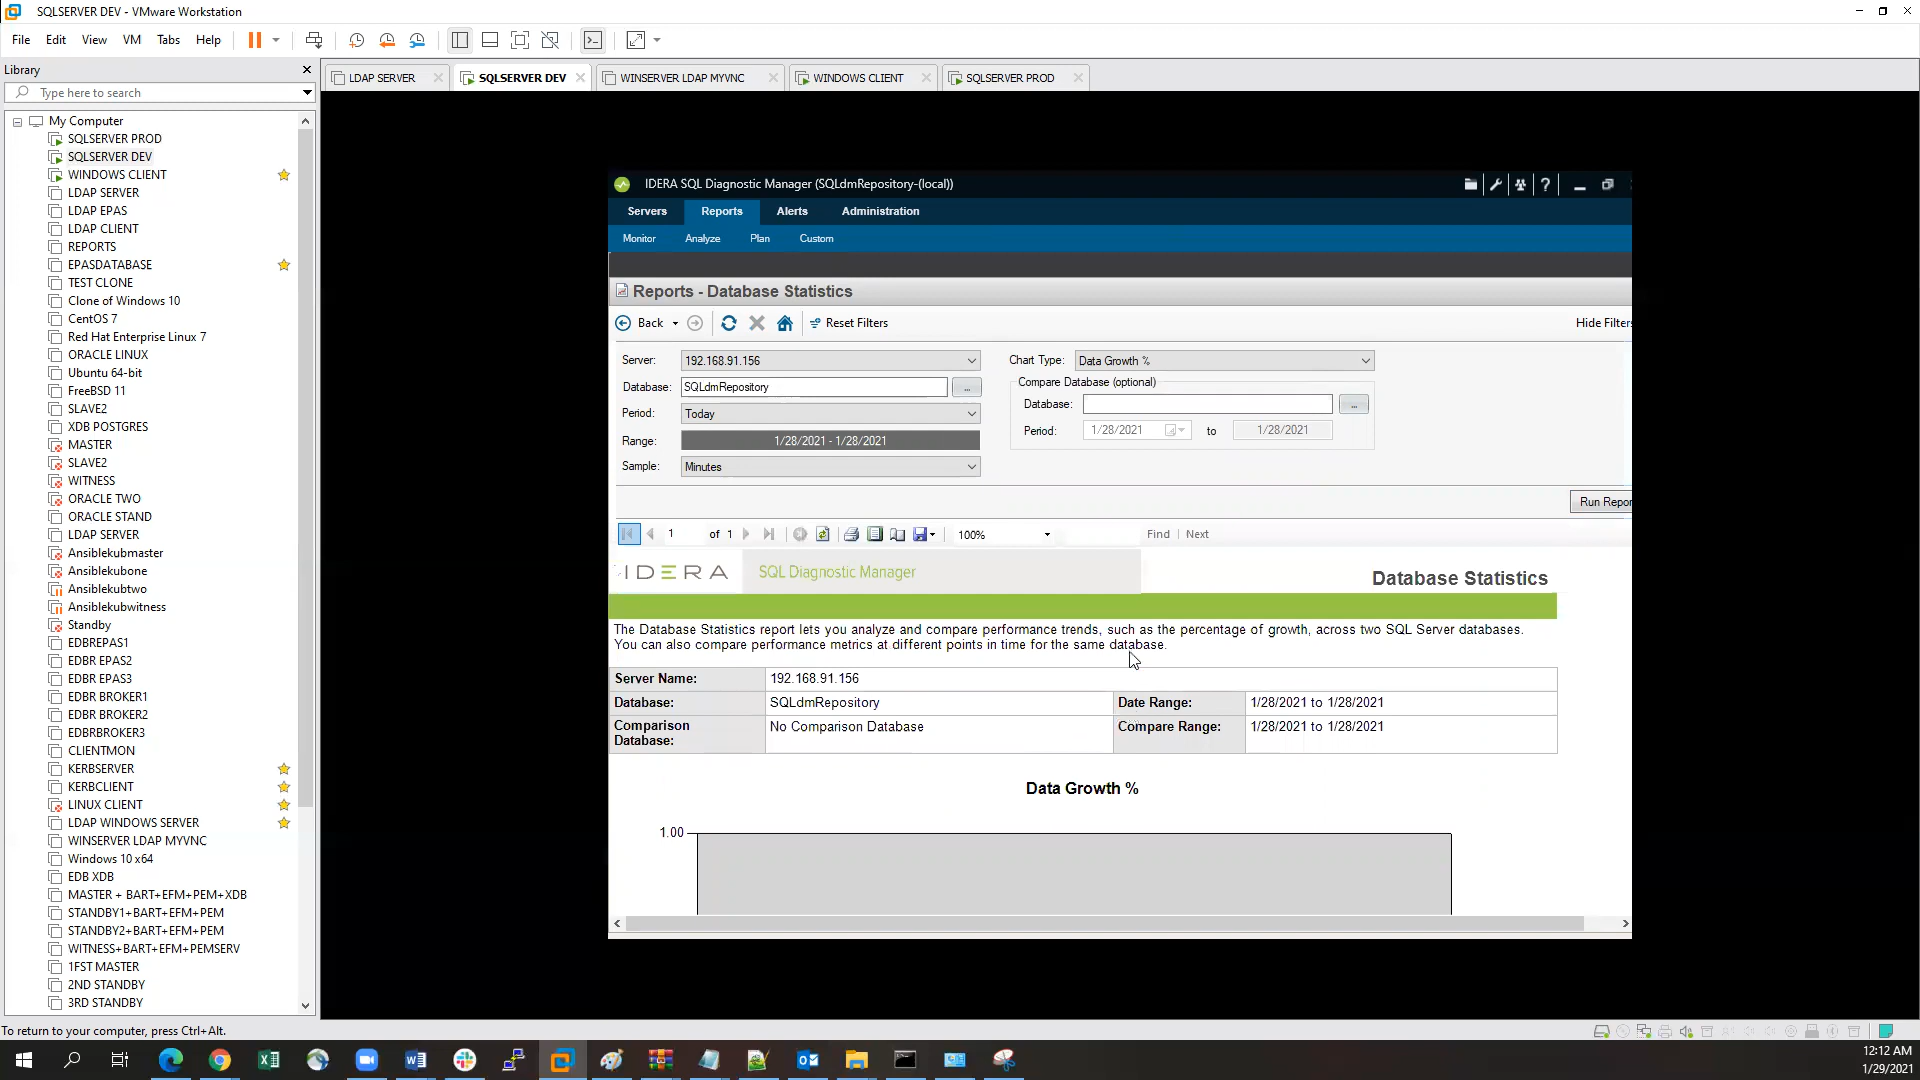 SQLSERVER DEV - VMware Workstation
File Edit View VM Tabs Help
Library
Type here to search
My Computer
SQLSERVER PROD
SQLSERVER DEV
WINDOWS CLIENT
LDAP SERVER
LDAP EPAS
LDAP CLIENT
REPORTS
EPASDATABASE
TEST CLONE
Clone of Windows 10
CentOS 7
Red Hat Enterprise Linux 7
ORACLE LINUX
Ubuntu 64-bit
FreeBSD 11
SLAVE2
XDB POSTGRES
MASTER
SLAVE2
WITNESS
ORACLE TWO
ORACLE STAND
LDAP SERVER
Ansiblekubmaster
Ansiblekubone
Ansiblekubtwo
Ansiblekubwitness
Standby
EDBREPAS1
EDBR EPAS2
EDBR EPAS3
EDBR BROKER1
EDBR BROKER2
EDBRBROKER3
CLIENTMON
KERBSERVER
KERBCLIENT
LINUX CLIENT
LDAP WINDOWS SERVER
WINSERVER LDAP MYVNC
Windows 10 x64
EDB XDB
MASTER + BART+EFM+PEM+XDB
STANDBY1+BART+EFM+PEM
STANDBY2+BART+EFM+PEM
WITNESS+BART+EFM+PEMSERV
1FST MASTER
2ND STANDBY
3RD STANDBY
LDAP SERVER SQLSERVER DEV WINSERVER LDAP MYVNC WINDOWS CLIENT SQLSERVER PROD
IDERA SQL Diagnostic Manager (SQLdmRepository-(local))
Servers Reports Alerts Administration
Monitor Analyze Plan Custom
Reports - Database Statistics
Back Reset Filters Hide Filters
Server: 192.168.91.156 Chart Type: Data Growth %
Database: SQLdmRepository ... Compare Database (optional)
Database: ...
Period: Today
Period: 1/28/2021 to 1/28/2021
Range: 1/28/2021 - 1/28/2021
Sample: Minutes
Run Repor
1 of 1 100% Find Next
IDERA SQL Diagnostic Manager Database Statistics
The Database Statistics report lets you analyze and compare performance trends, such as the percentage of growth, across two SQL Server databases.
You can also compare performance metrics at different points in time for the same database.
Server Name: 192.168.91.156
Database: SQLdmRepository Date Range: 1/28/2021 to 1/28/2021
Comparison Database: No Comparison Database Compare Range: 1/28/2021 to 1/28/2021
Data Growth %
1.00
To return to your computer, press Ctrl+Alt.
12:12 AM
1/29/2021